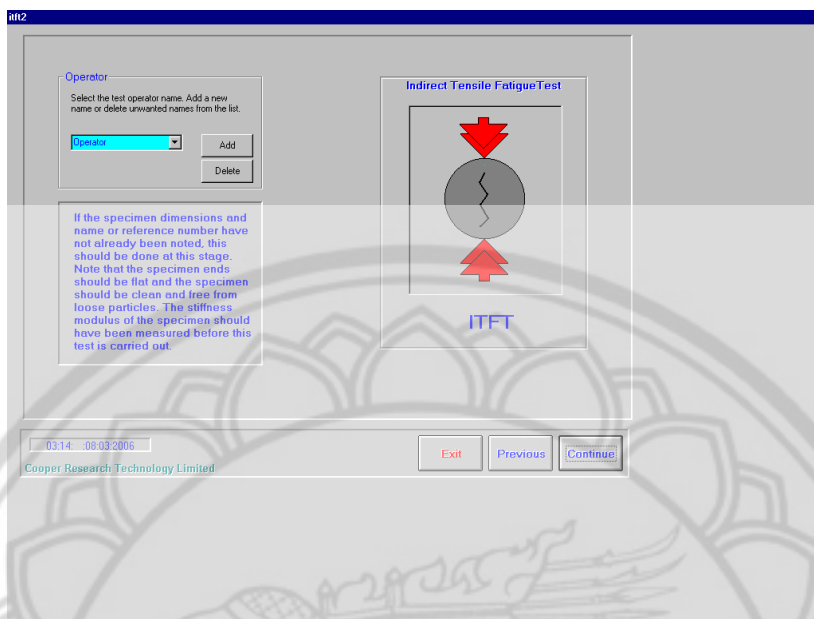 itft2
Operator
Select the test operator name. Add a new
name or delete unwanted names from the list.
Operator
Add
Delete
If the specimen dimensions and
name or reference number have
not already been noted, this
should be done at this stage.
Note that the specimen ends
should be flat and the specimen
should be clean and free from
loose particles. The stiffness
modulus of the specimen should
have been measured before this
test is carried out.
Indirect Tensile FatigueTest
ITFT
03:14: :08:03:2006
Cooper Research Technology Limited
Exit
Previous
Continue